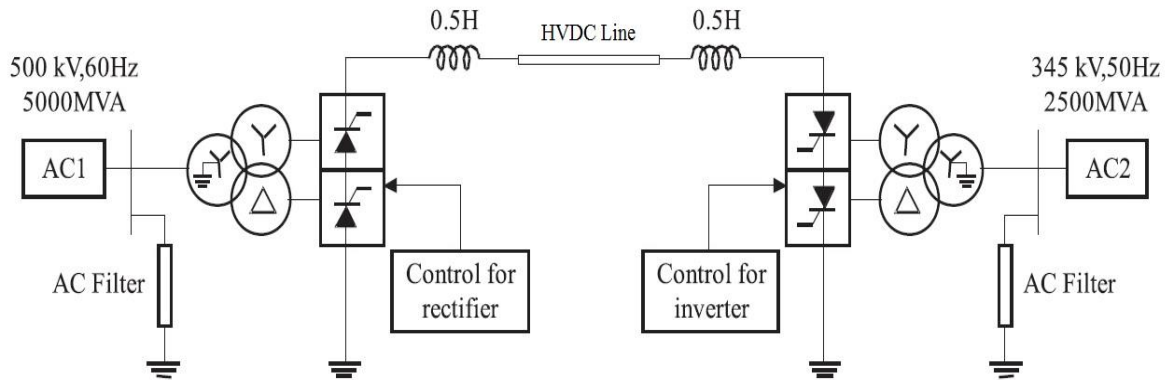 0.5H
HVDC Line
0.5H
500 kV,60Hz
5000MVA
345 kV,50Hz
2500MVA
AC1
AC2
AC Filter
Control for
rectifier
Control for
inverter
AC Filter